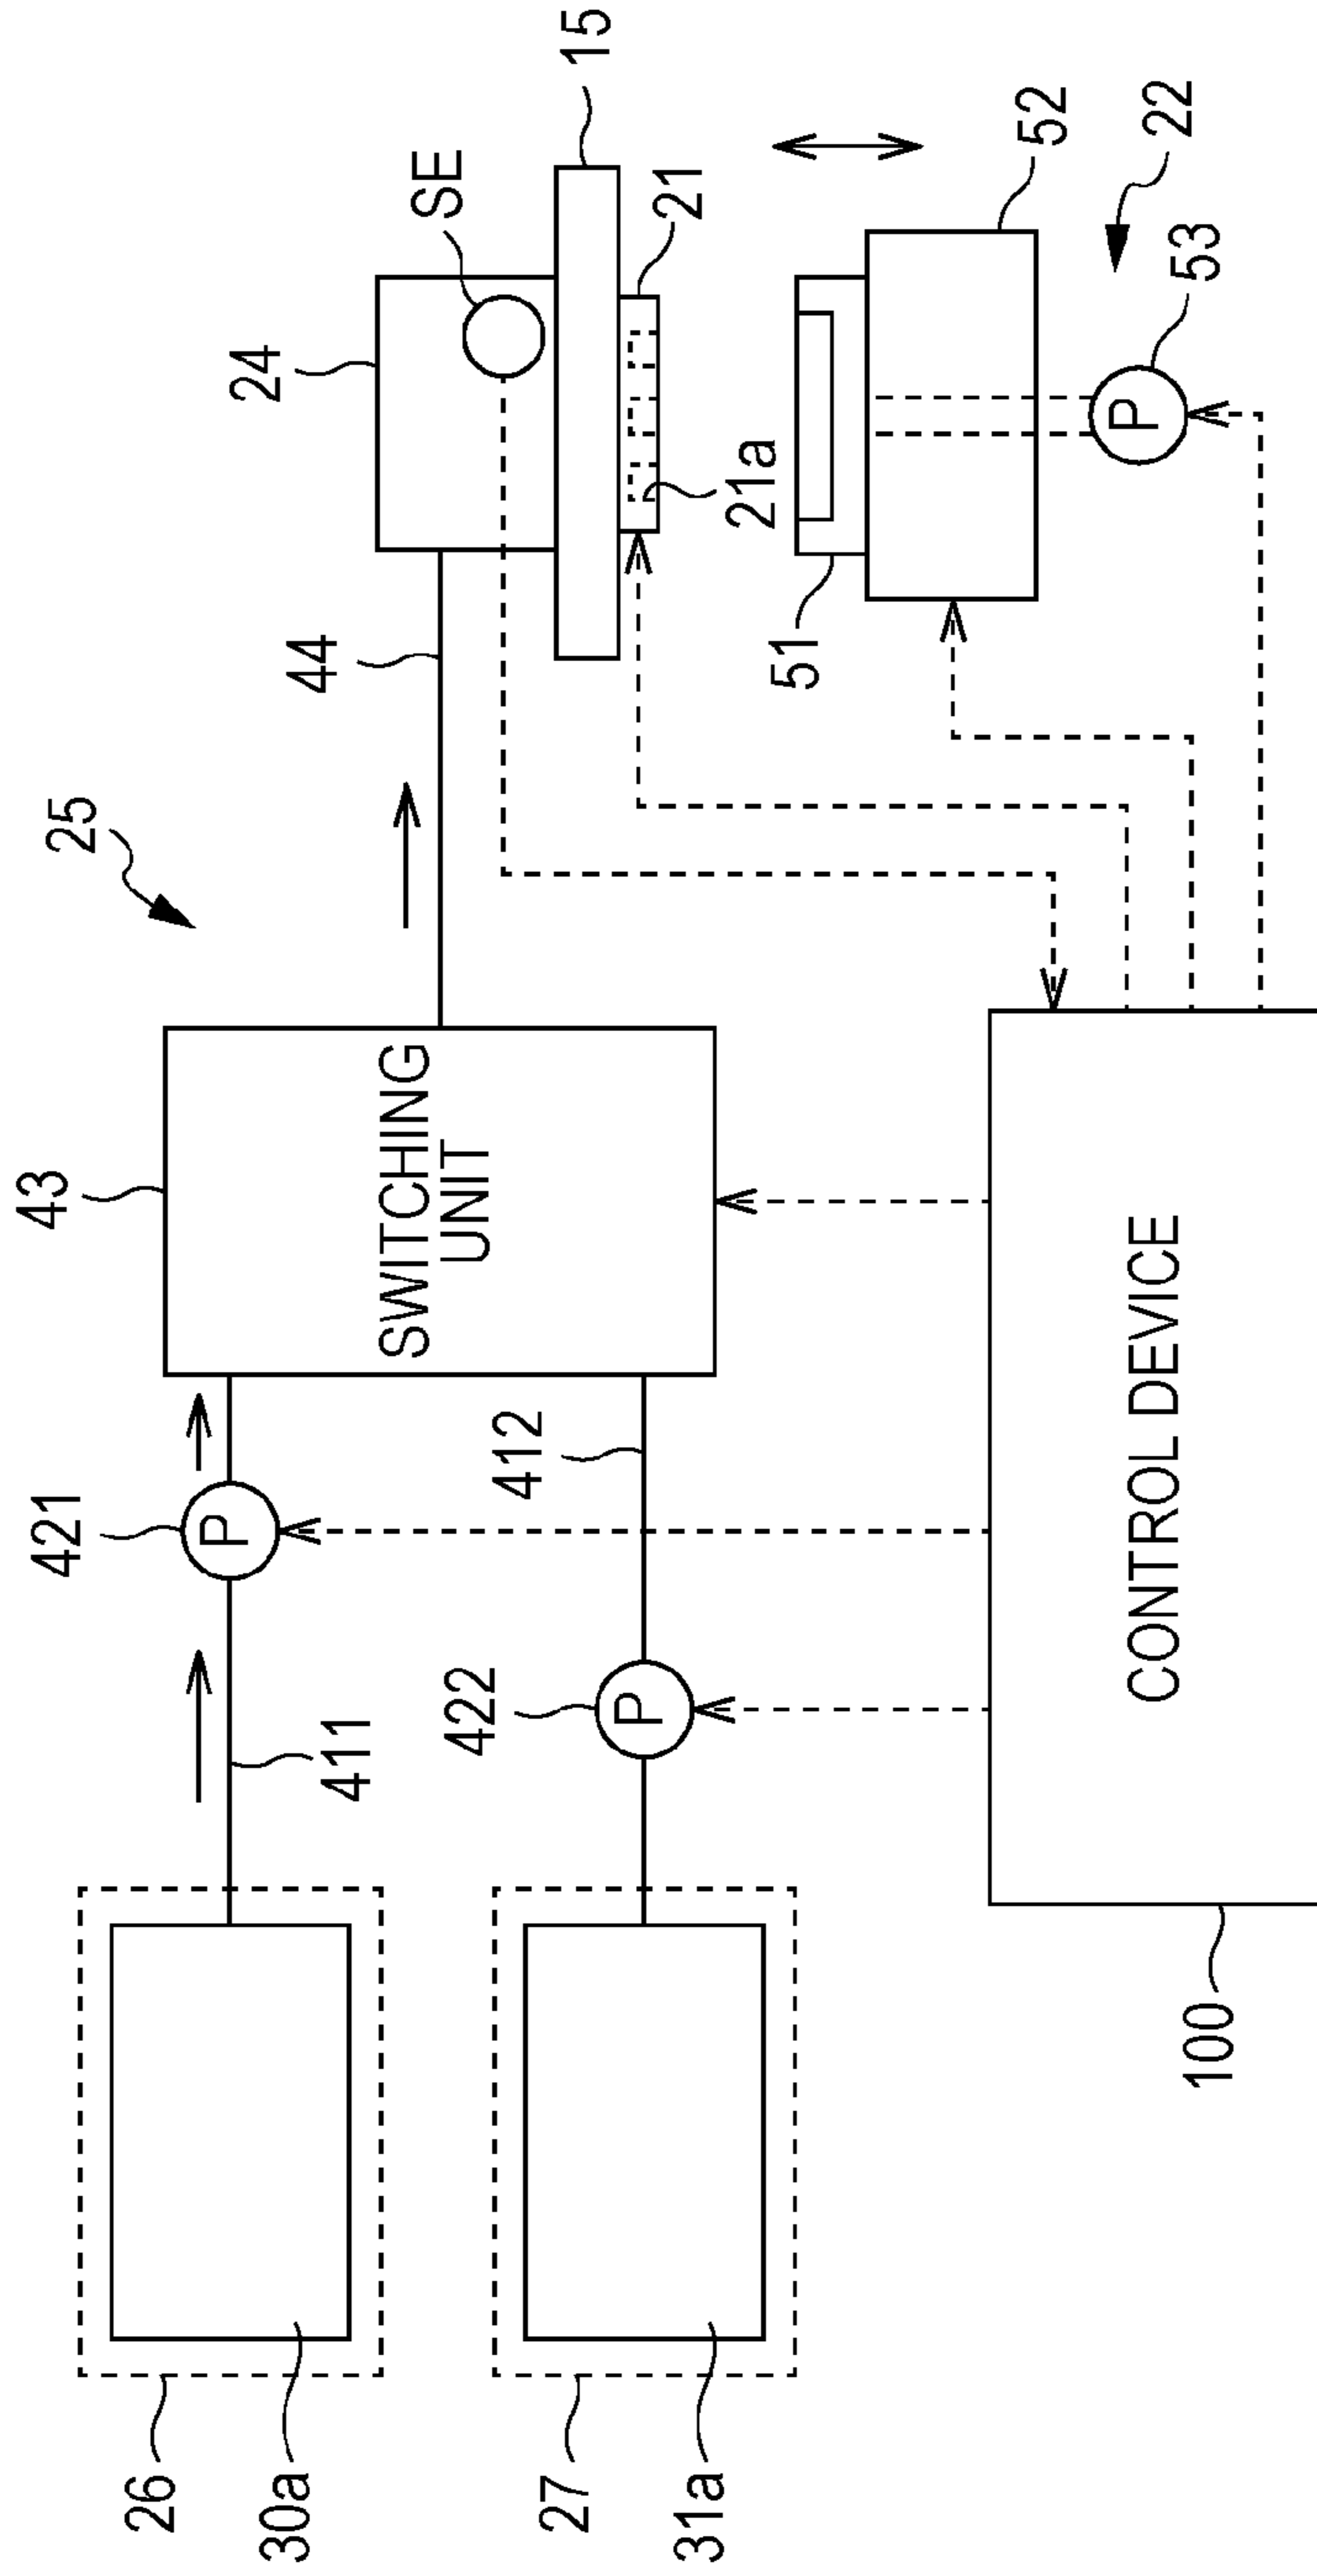 25
43
421
P
411
26
30a
SWITCHING
UNIT
412
422
P
27
31a
44
24
SE
15
21
21a
51
52
22
53
P
CONTROL DEVICE
100